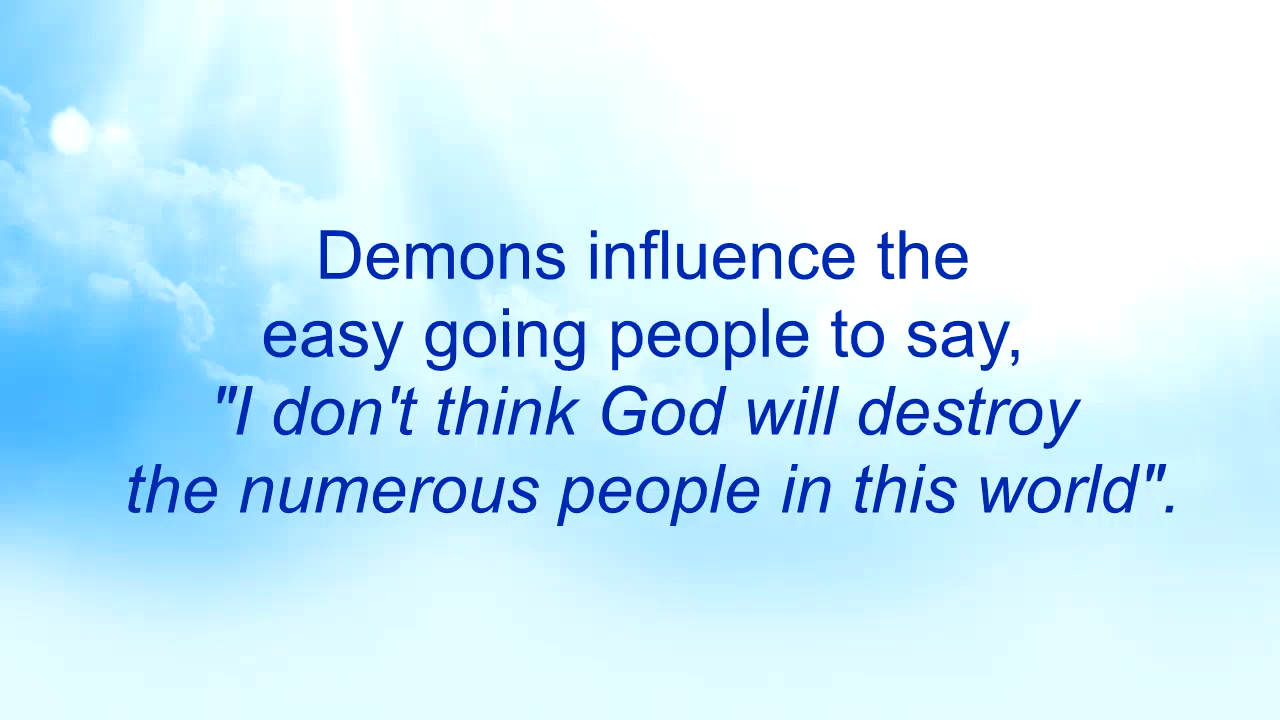 Demons influence the
easy going people to say,
"I don't think God will destroy
the numerous people in this world".